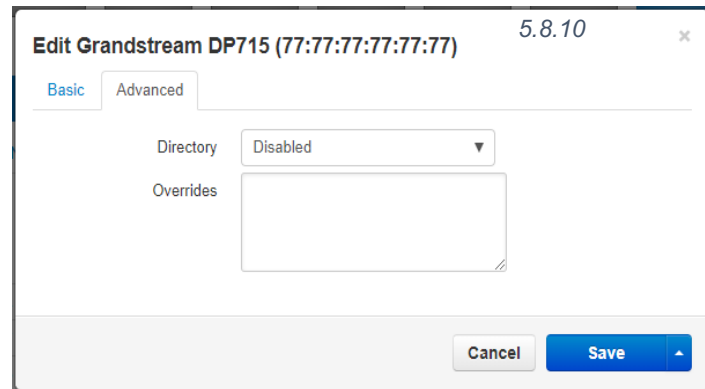 5.8.10
Edit Grandstream DP715 (77:77:77:77:77:77)
×
Basic Advanced
Directory Disabled ▼
Overrides
Cancel Save